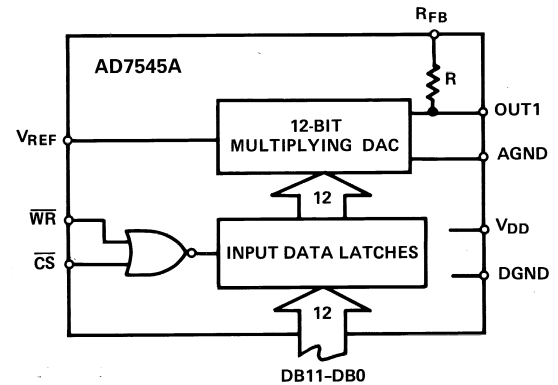 RFB
AD7545A
R
OUT1
12-BIT
MULTIPLYING DAC
VREF
AGND
12
WR
VDD
INPUT DATA LATCHES
CS
DGND
12
DB11–DB0